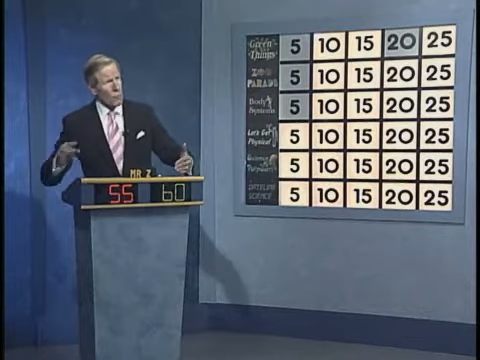 Green Things 5 10 15 20 25
ZOO PARADE 5 10 15 20 25
Body Systems 5 10 15 20 25
Let's Get Physical 5 10 15 20 25
5 10 15 20 25
DATELINE SCIENCE 5 10 15 20 25
MR Z
55 60